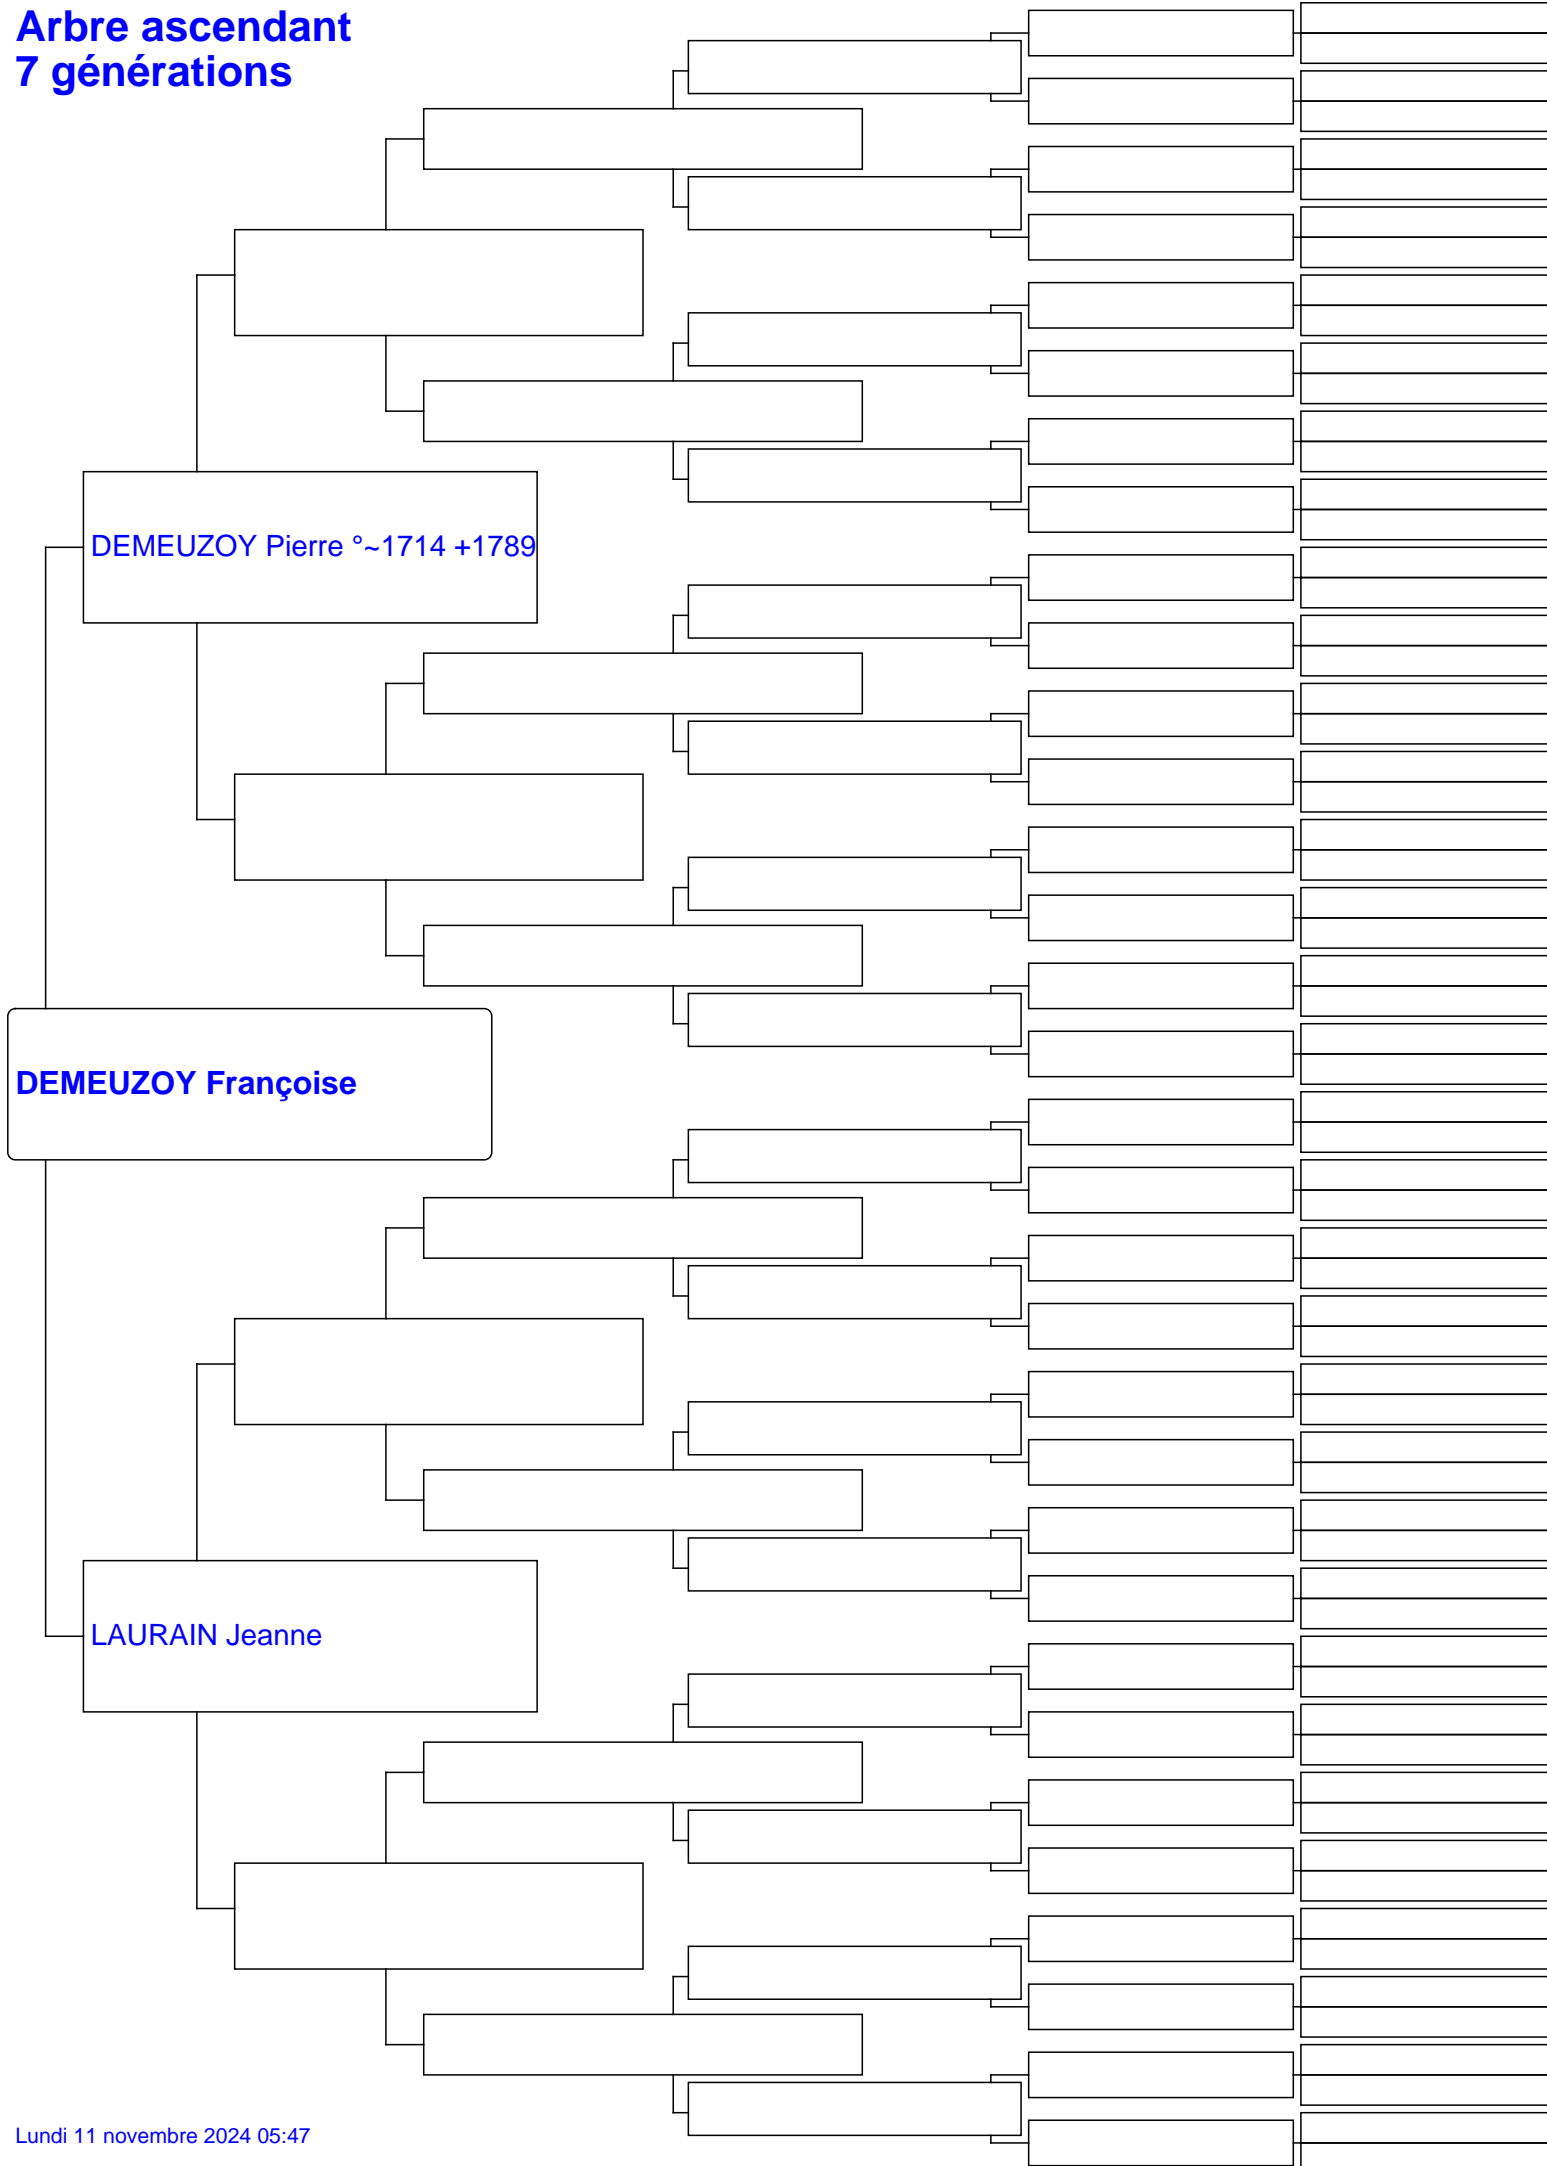 Arbre ascendant
7 générations
DEMEUZOY Pierre °~1714 +1789
DEMEUZOY Françoise
LAURAIN Jeanne
Lundi 11 novembre 2024 05:47